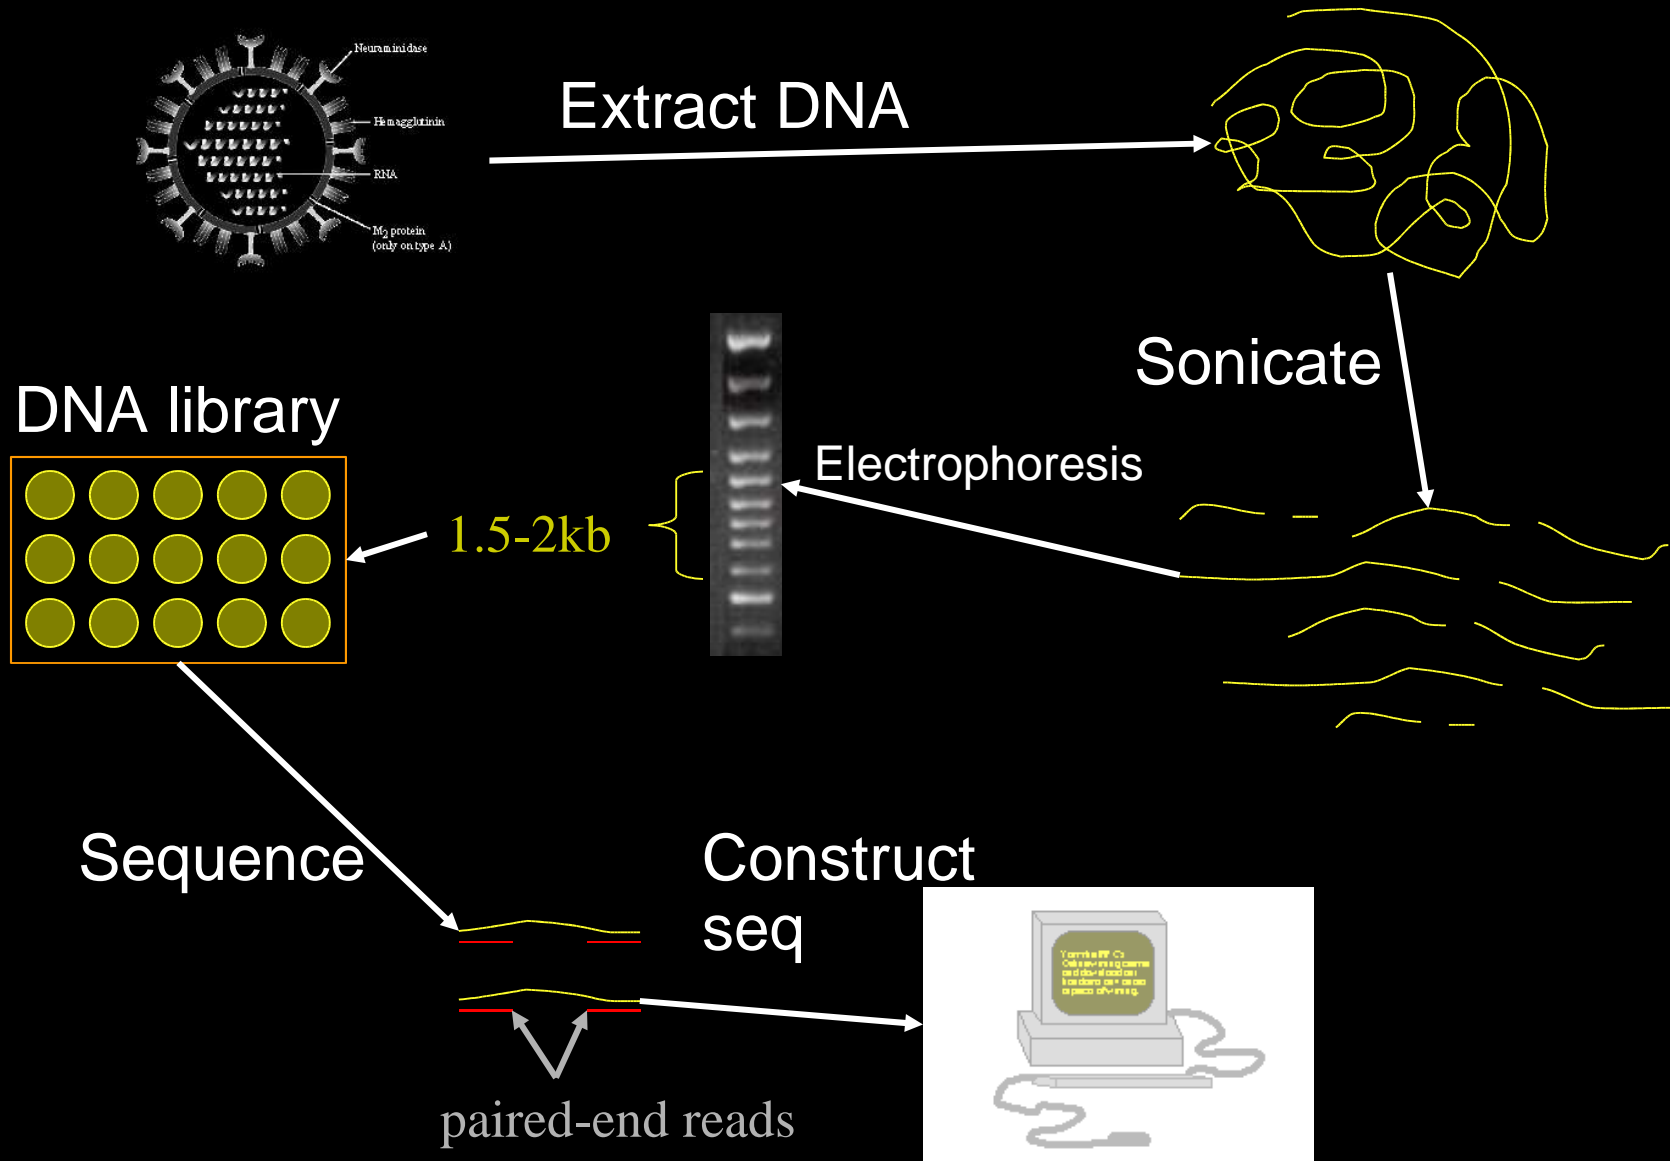 Neuraminidase
Hemagglutinin
RNA
M2 protein
(only on type A)
Extract DNA
Sonicate
Electrophoresis
1.5-2kb
DNA library
Sequence
paired-end reads
Construct
seq